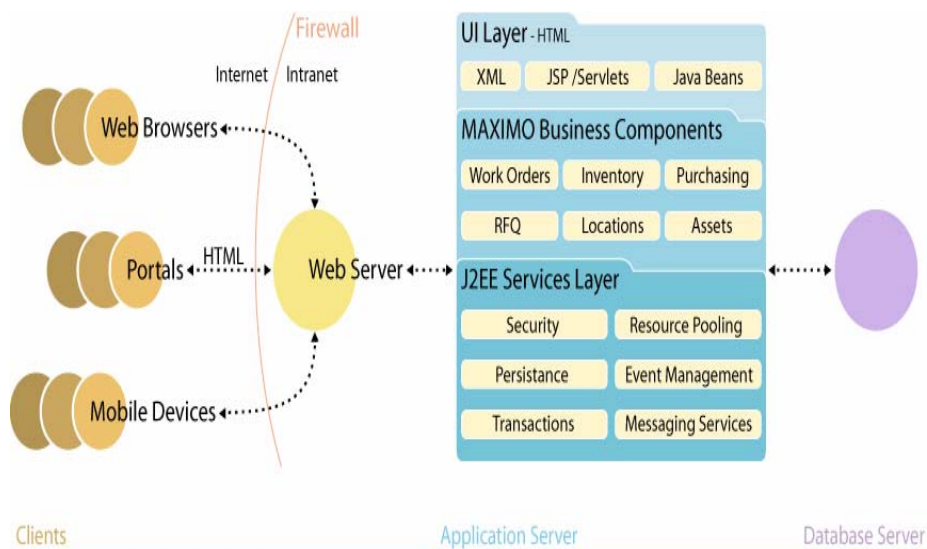 Firewall
Internet Intranet
Web Browsers
Portals
HTML
Mobile Devices
Web Server
UI Layer - HTML
XML
JSP /Servlets
Java Beans
MAXIMO Business Components
Work Orders
Inventory
Purchasing
RFQ
Locations
Assets
J2EE Services Layer
Security
Resource Pooling
Persistance
Event Management
Transactions
Messaging Services
Clients
Application Server
Database Server